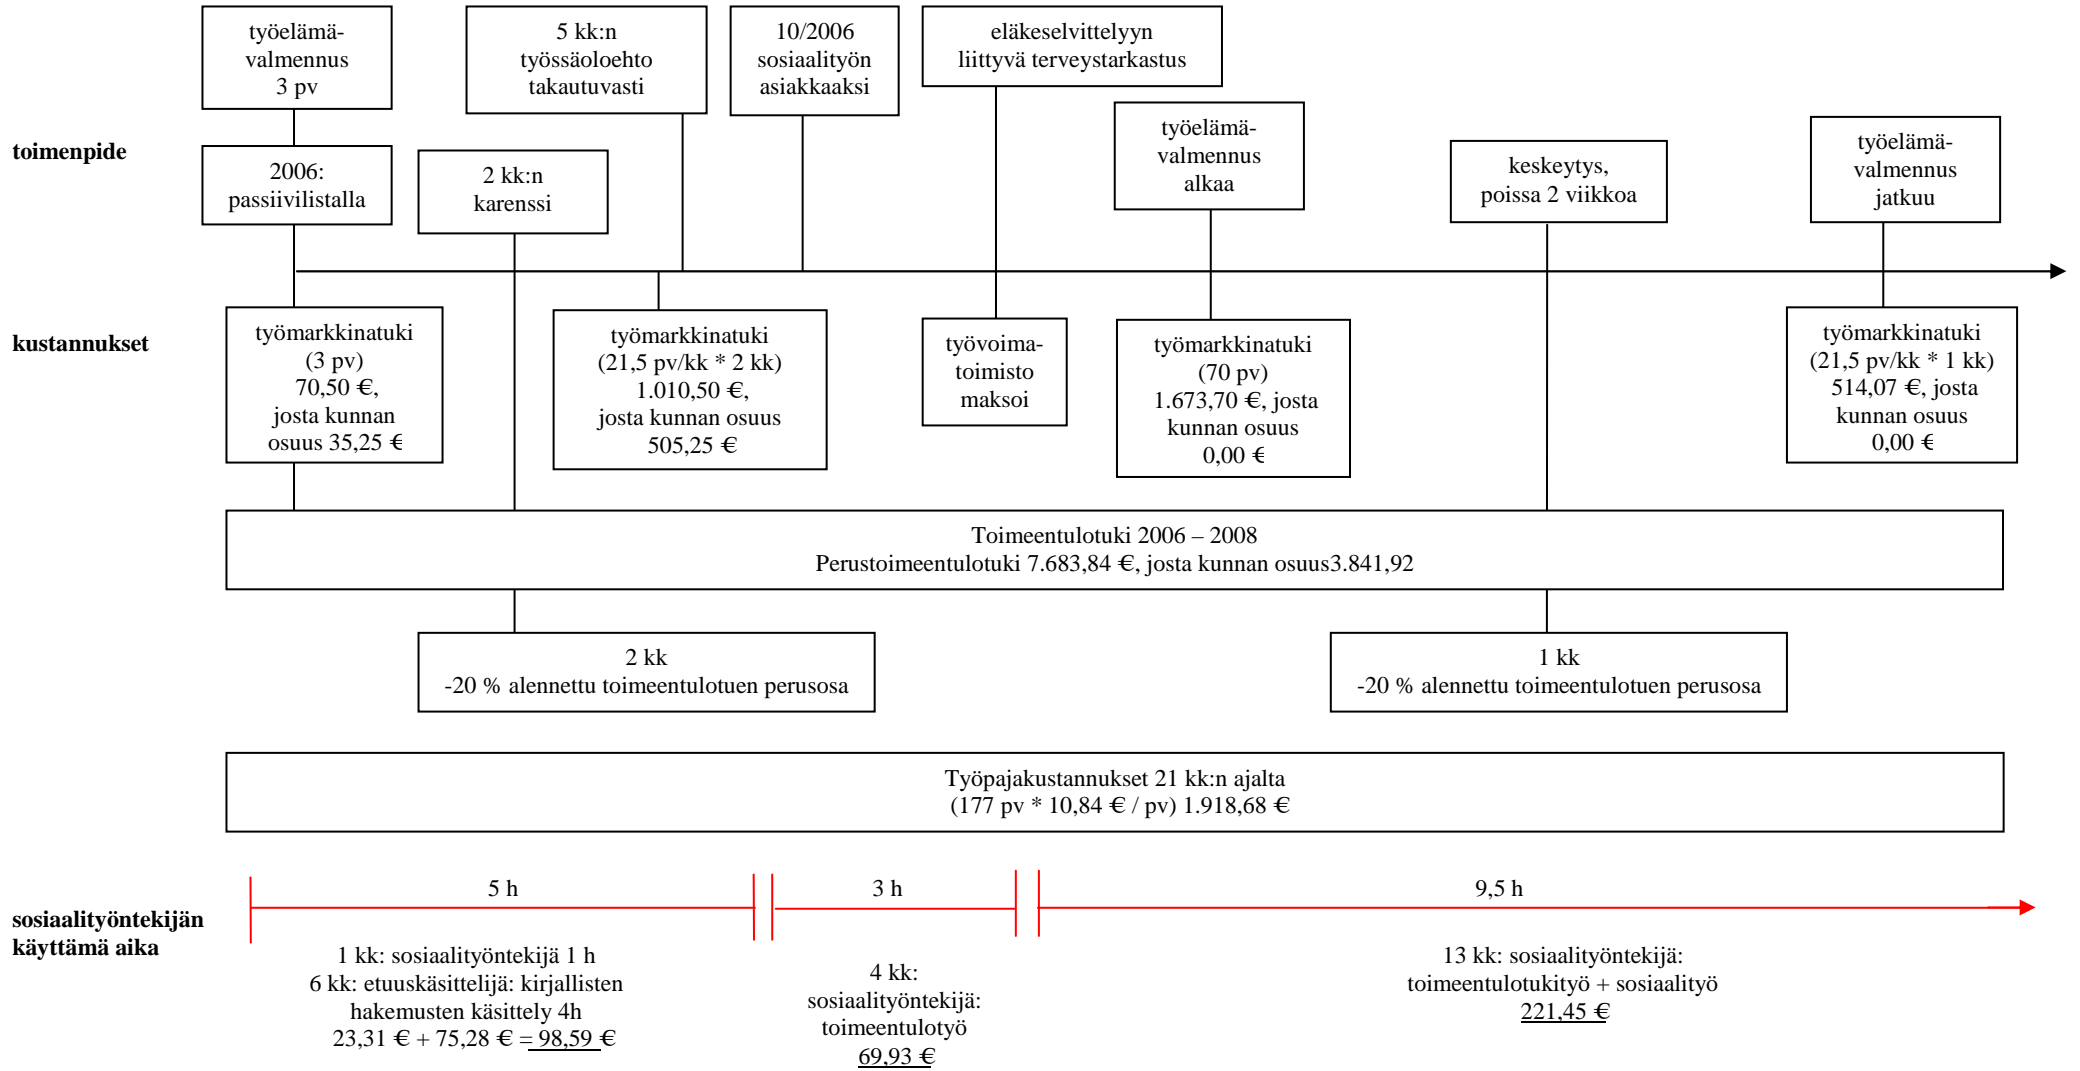 työelämä-
valmennus
3 pv
5 kk:n
työssäoloehto
takautuvasti
10/2006
sosiaalityön
asiakkaaksi
eläkeselvittelyyn
liittyvä terveystarkastus
toimenpide
2006:
passiivilistalla
2 kk:n
karenssi
työelämä-
valmennus
alkaa
keskeytys,
poissa 2 viikkoa
työelämä-
valmennus
jatkuu
kustannukset
työmarkkinatuki
(3 pv)
70,50 €,
josta kunnan
osuus 35,25 €
työmarkkinatuki
(21,5 pv/kk * 2 kk)
1.010,50 €,
josta kunnan osuus
505,25 €
työvoima-
toimisto
maksoi
työmarkkinatuki
(70 pv)
1.673,70 €, josta
kunnan osuus
0,00 €
työmarkkinatuki
(21,5 pv/kk * 1 kk)
514,07 €, josta
kunnan osuus
0,00 €
Toimeentulotuki 2006 – 2008
Perustoimeentulotuki 7.683,84 €, josta kunnan osuus3.841,92
2 kk
-20 % alennettu toimeentulotuen perusosa
1 kk
-20 % alennettu toimeentulotuen perusosa
Työpajakustannukset 21 kk:n ajalta
(177 pv * 10,84 € / pv) 1.918,68 €
sosiaalityöntekijän
käyttämä aika
5 h
3 h
9,5 h
1 kk: sosiaalityöntekijä 1 h
6 kk: etuuskäsittelijä: kirjallisten
hakemusten käsittely 4h
23,31 € + 75,28 € = 98,59 €
4 kk:
sosiaalityöntekijä:
toimeentulotyö
69,93 €
13 kk: sosiaalityöntekijä:
toimeentulotukityö + sosiaalityö
221,45 €